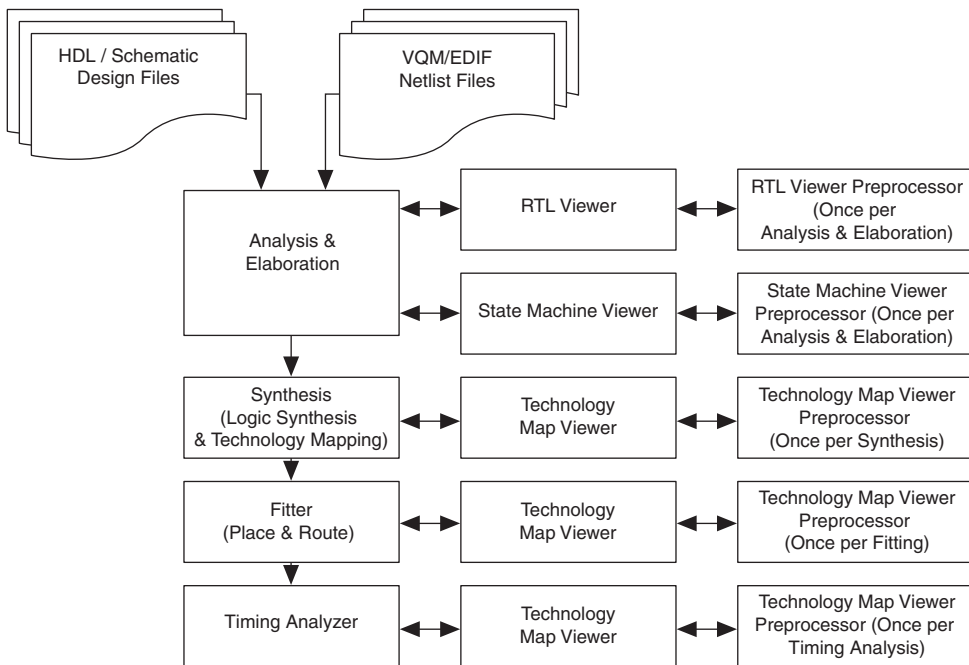 HDL / Schematic
Design Files
VQM/EDIF
Netlist Files
Analysis &
Elaboration
RTL Viewer
RTL Viewer Preprocessor
(Once per
Analysis & Elaboration)
State Machine Viewer
State Machine Viewer
Preprocessor (Once per
Analysis & Elaboration)
Synthesis
(Logic Synthesis
& Technology Mapping)
Technology
Map Viewer
Technology Map Viewer
Preprocessor
(Once per Synthesis)
Fitter
(Place & Route)
Technology
Map Viewer
Technology Map Viewer
Preprocessor
(Once per Fitting)
Timing Analyzer
Technology
Map Viewer
Technology Map Viewer
Preprocessor (Once per
Timing Analysis)